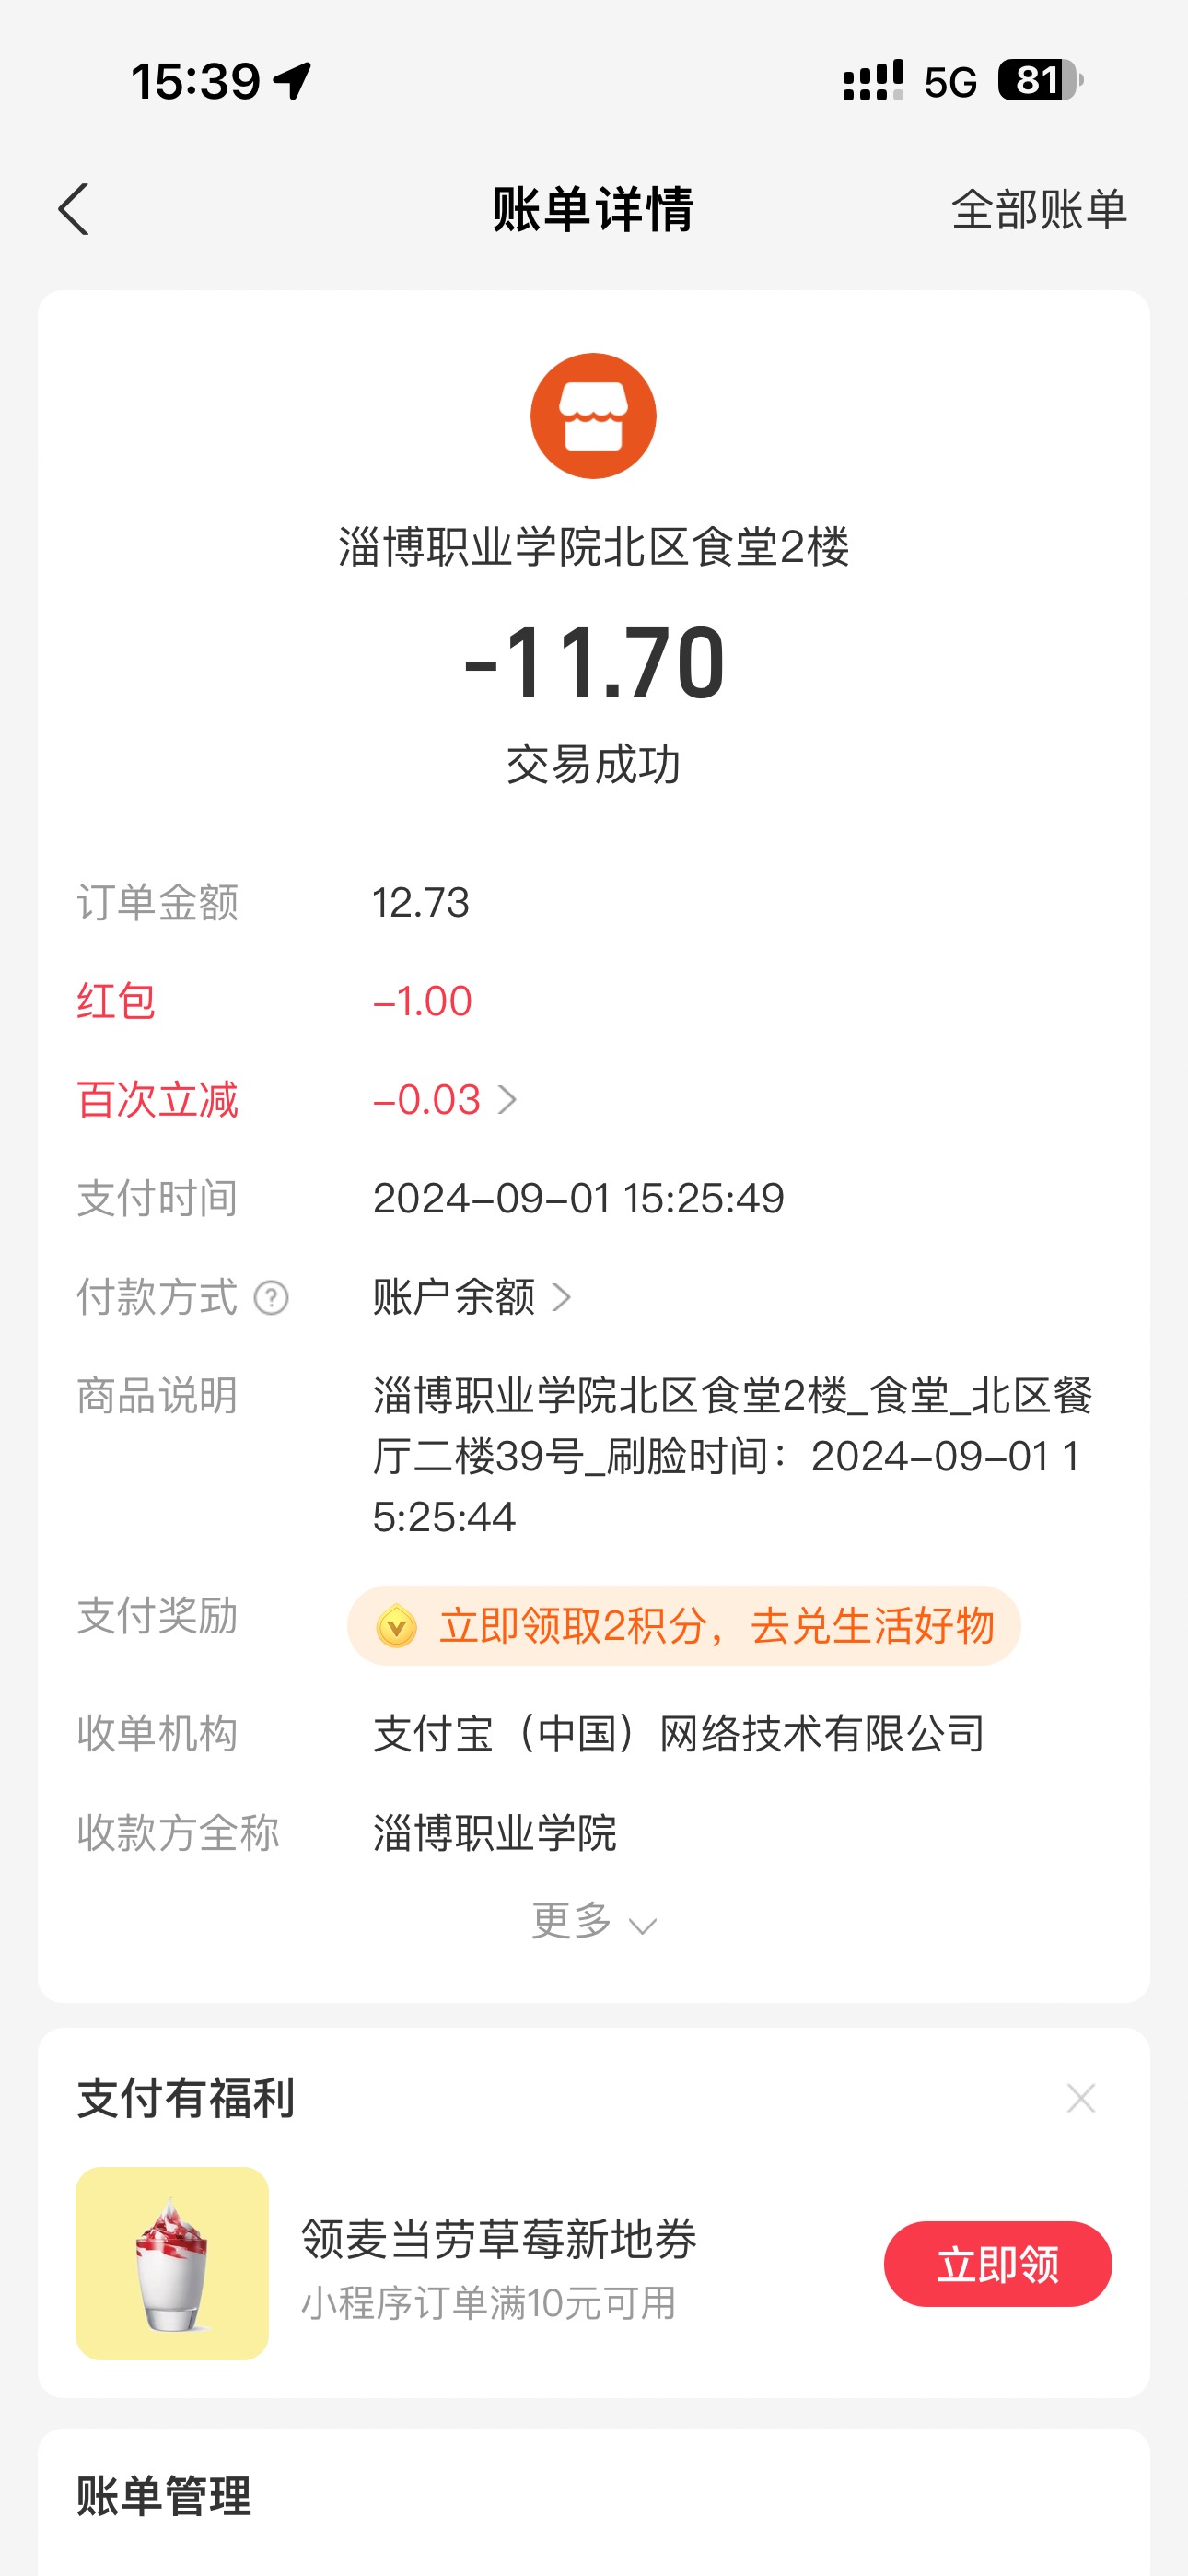 15:39
5G
81
账单详情
全部账单
淄博职业学院北区食堂2楼
-11.70
交易成功
订单金额 12.73
红包 -1.00
百次立减 -0.03
支付时间 2024-09-01 15:25:49
付款方式 ? 账户余额
商品说明 淄博职业学院北区食堂2楼_食堂_北区餐
厅二楼39号_刷脸时间：2024-09-01 1
5:25:44
支付奖励 立即领取2积分，去兑生活好物
收单机构 支付宝（中国）网络技术有限公司
收款方全称 淄博职业学院
更多
支付有福利
领麦当劳草莓新地券
小程序订单满10元可用
立即领
账单管理